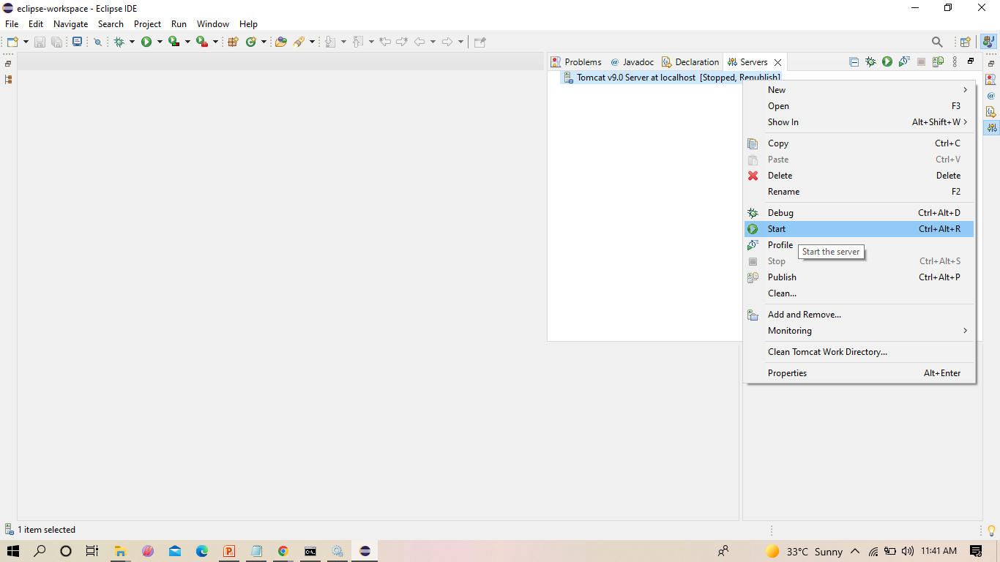 eclipse-workspace - Eclipse IDE
File Edit Navigate Search Project Run Window Help
Problems @ Javadoc Declaration Servers
Tomcat v9.0 Server at localhost [Stopped, Republish]
New
Open F3
Show In Alt+Shift+W
Copy Ctrl+C
Paste Ctrl+V
Delete Delete
Rename F2
Debug Ctrl+Alt+D
Start Ctrl+Alt+R
Profile
Start the server
Stop Ctrl+Alt+S
Publish Ctrl+Alt+P
Clean...
Add and Remove...
Monitoring
Clean Tomcat Work Directory...
Properties Alt+Enter
1 item selected
33°C Sunny 11:41 AM